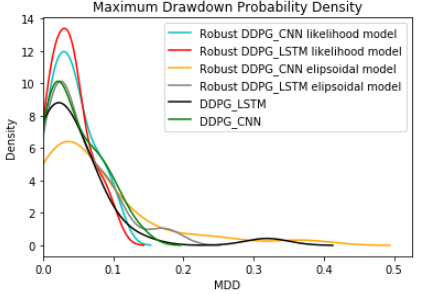 Maximum Drawdown Probability Density
14
12
10
8
6
4
2
0
Density
Robust DDPG_CNN likelihood model
Robust DDPG_LSTM likelihood model
Robust DDPG_CNN elipsoidal model
Robust DDPG_LSTM elipsoidal model
DDPG_LSTM
DDPG_CNN
0.0 0.1 0.2 0.3 0.4 0.5
MDD